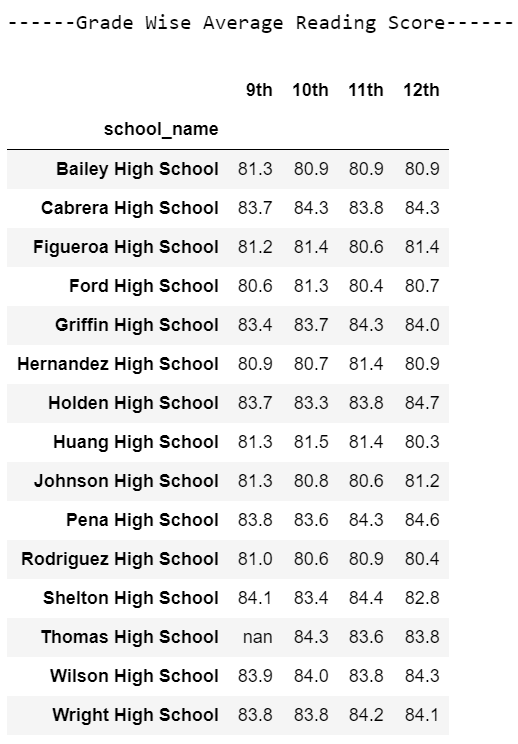 ------Grade Wise Average Reading Score------
9th 10th 11th 12th
school_name
Bailey High School 81.3 80.9 80.9 80.9
Cabrera High School 83.7 84.3 83.8 84.3
Figueroa High School 81.2 81.4 80.6 81.4
Ford High School 80.6 81.3 80.4 80.7
Griffin High School 83.4 83.7 84.3 84.0
Hernandez High School 80.9 80.7 81.4 80.9
Holden High School 83.7 83.3 83.8 84.7
Huang High School 81.3 81.5 81.4 80.3
Johnson High School 81.3 80.8 80.6 81.2
Pena High School 83.8 83.6 84.3 84.6
Rodriguez High School 81.0 80.6 80.9 80.4
Shelton High School 84.1 83.4 84.4 82.8
Thomas High School nan 84.3 83.6 83.8
Wilson High School 83.9 84.0 83.8 84.3
Wright High School 83.8 83.8 84.2 84.1